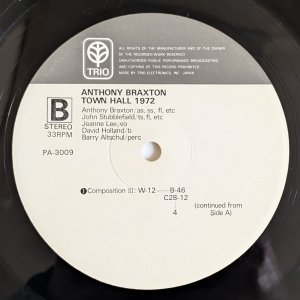 ALL RIGHTS OF THE MANUFACTURER AND OF THE OWNER
OF THE RECORDED WORK RESERVED
UNAUTHORIZED PUBLIC PERFORMANCE BROADCASTING
AND COPYING OF THIS RECORD PROHIBITED
MADE BY TRIO ELECTRONICS INC. JAPAN
TRIO
ANTHONY BRAXTON
TOWN HALL 1972
B
STEREO
33RPM
Anthony Braxton/as, ss, fl, etc
John Stubblefield/ts, fl, etc
Jeanne Lee/vo
David Holland/b
Barry Altschul/perc
PA-3009
❶Composition III: W-12—B-46
C28-12
4 (continued from
Side A)